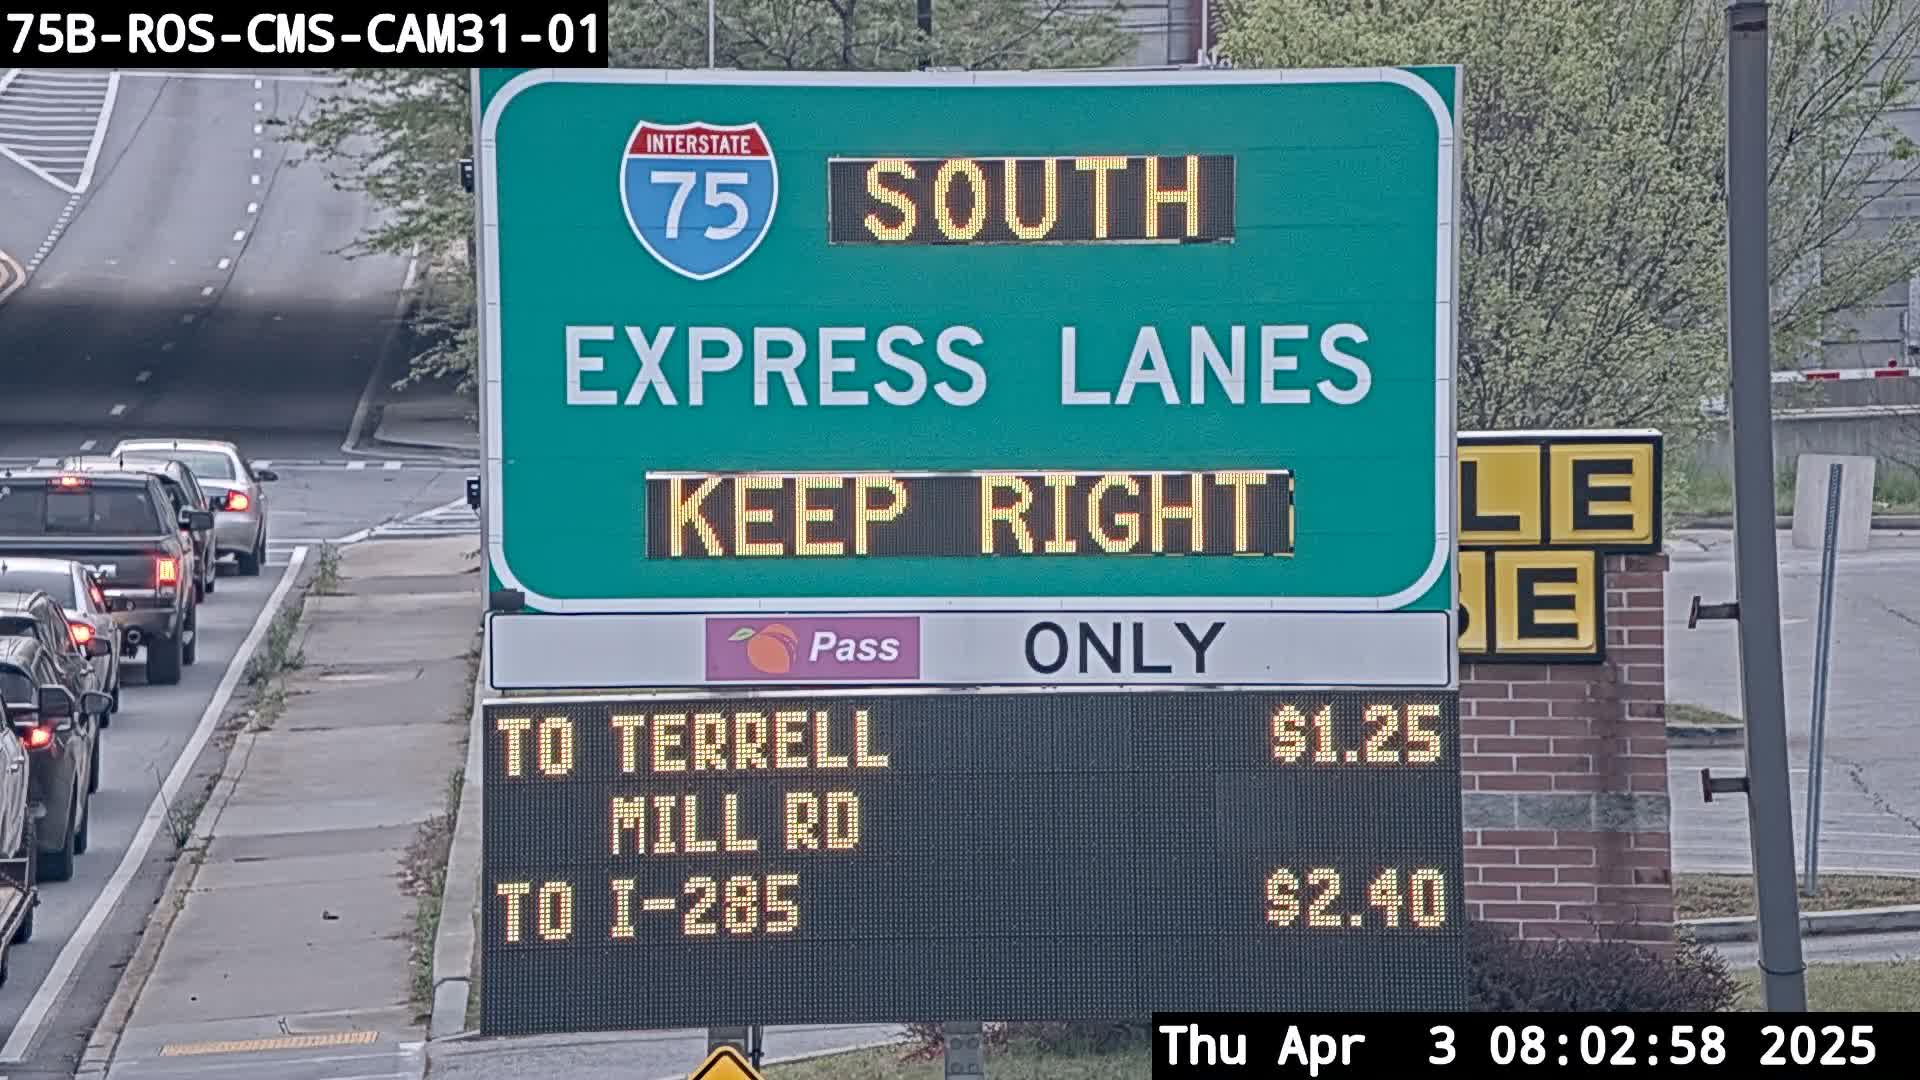 75B-ROS-CMS-CAM31-01
INTERSTATE
75
SOUTH
EXPRESS LANES
KEEP RIGHT
Pass ONLY
TO TERRELL $1.25
MILL RD
TO I-285 $2.40
LE
E
Thu Apr 3 08:02:58 2025